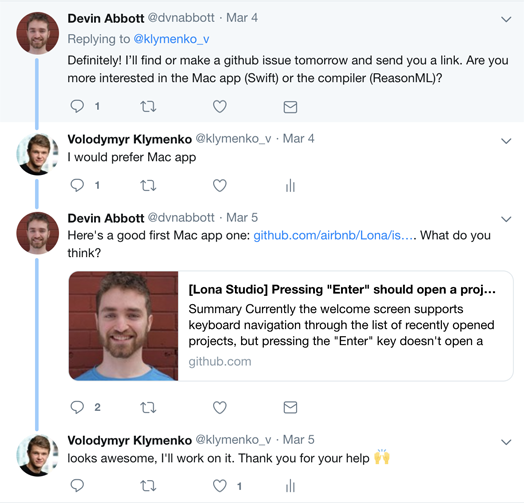 Devin Abbott @dvnabbott · Mar 4
Replying to @klymenko_v
Definitely! I'll find or make a github issue tomorrow and send you a link. Are you
more interested in the Mac app (Swift) or the compiler (ReasonML)?
1
Volodymyr Klymenko @klymenko_v · Mar 4
I would prefer Mac app
1
Devin Abbott @dvnabbott · Mar 5
Here's a good first Mac app one: github.com/airbnb/Lona/is.... What do you
think?
[Lona Studio] Pressing "Enter" should open a proj...
Summary Currently the welcome screen supports
keyboard navigation through the list of recently opened
projects, but pressing the "Enter" key doesn't open a
github.com
2
Volodymyr Klymenko @klymenko_v · Mar 5
looks awesome, I'll work on it. Thank you for your help 🙌
1